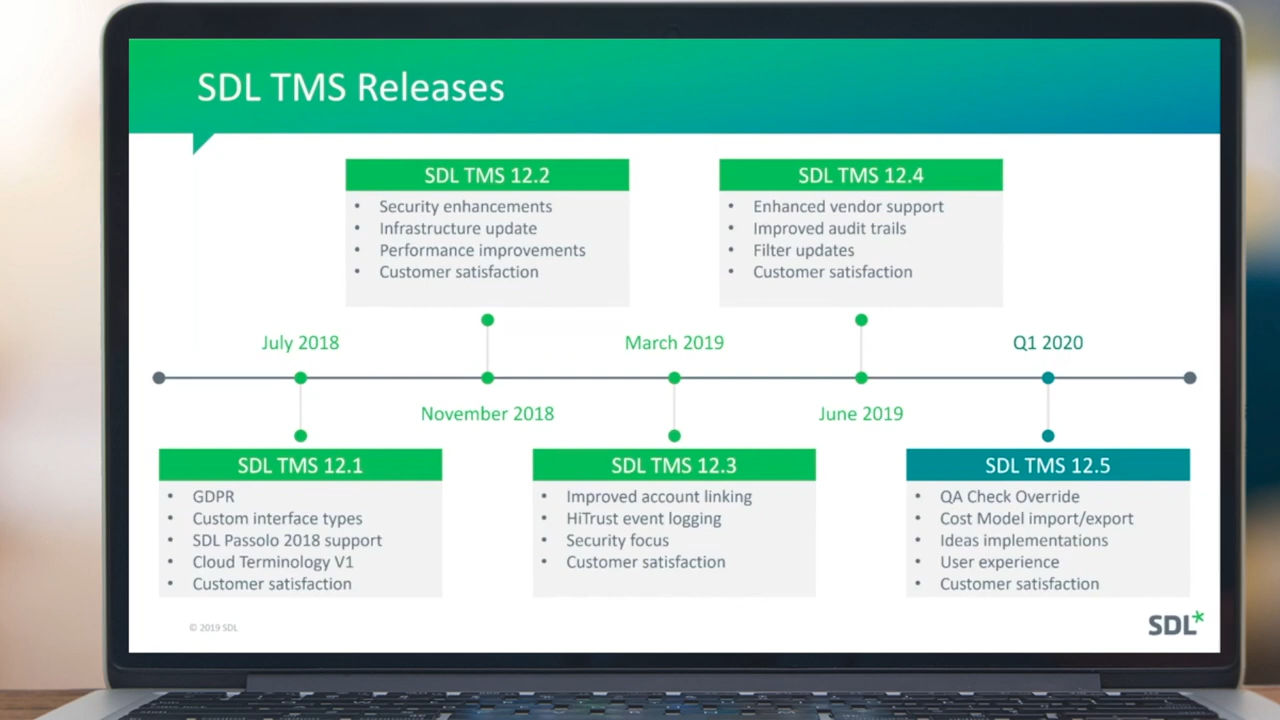 SDL TMS Releases
SDL TMS 12.2
• Security enhancements
• Infrastructure update
• Performance improvements
• Customer satisfaction
SDL TMS 12.4
• Enhanced vendor support
• Improved audit trails
• Filter updates
• Customer satisfaction
July 2018
March 2019
Q1 2020
November 2018
June 2019
SDL TMS 12.1
• GDPR
• Custom interface types
• SDL Passolo 2018 support
• Cloud Terminology V1
• Customer satisfaction
SDL TMS 12.3
• Improved account linking
• HiTrust event logging
• Security focus
• Customer satisfaction
SDL TMS 12.5
• QA Check Override
• Cost Model import/export
• Ideas implementations
• User experience
• Customer satisfaction
© 2019 SDL
SDL*